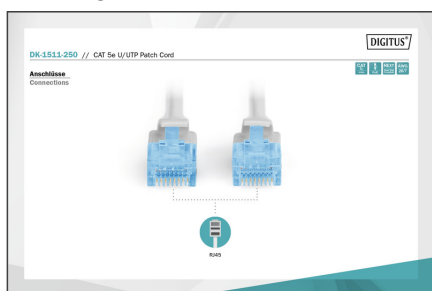 DIGITUS®
DK-1511-250 // CAT 5e U/UTP Patch Cord
Anschlüsse
Connections
RJ45